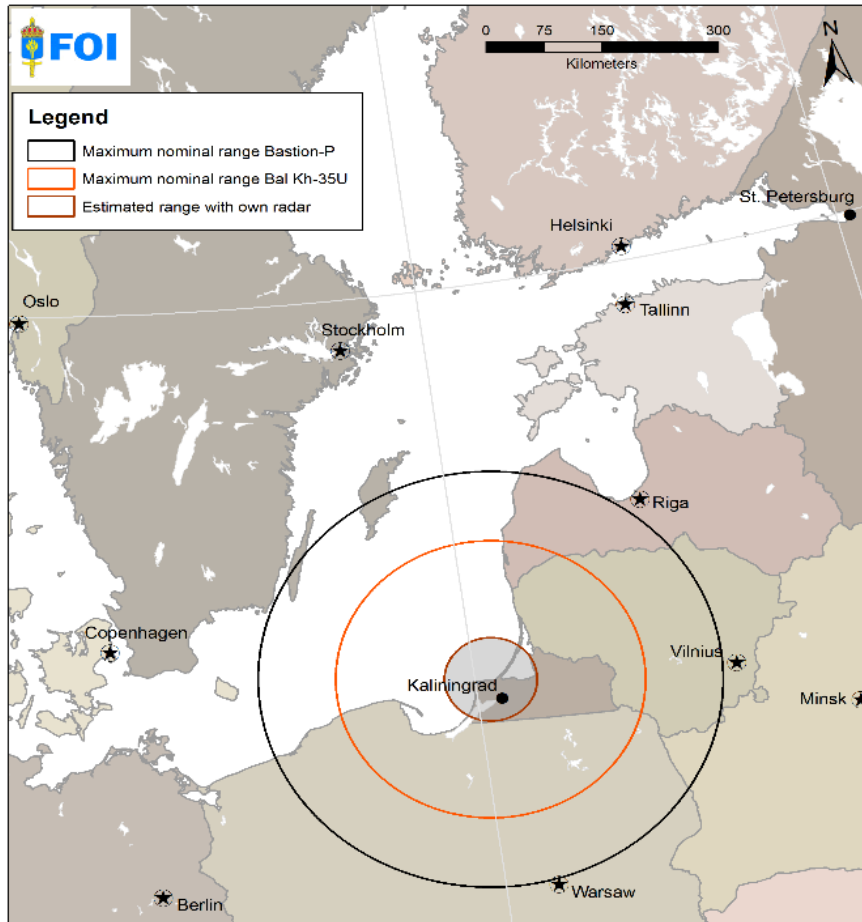 FOI
0 75 150 300
Kilometers
N
Legend
Maximum nominal range Bastion-P
Maximum nominal range Bal Kh-35U
Estimated range with own radar
St. Petersburg
Helsinki
Oslo
Tallinn
Stockholm
Riga
Copenhagen
Vilnius
Kaliningrad
Minsk
Warsaw
Berlin